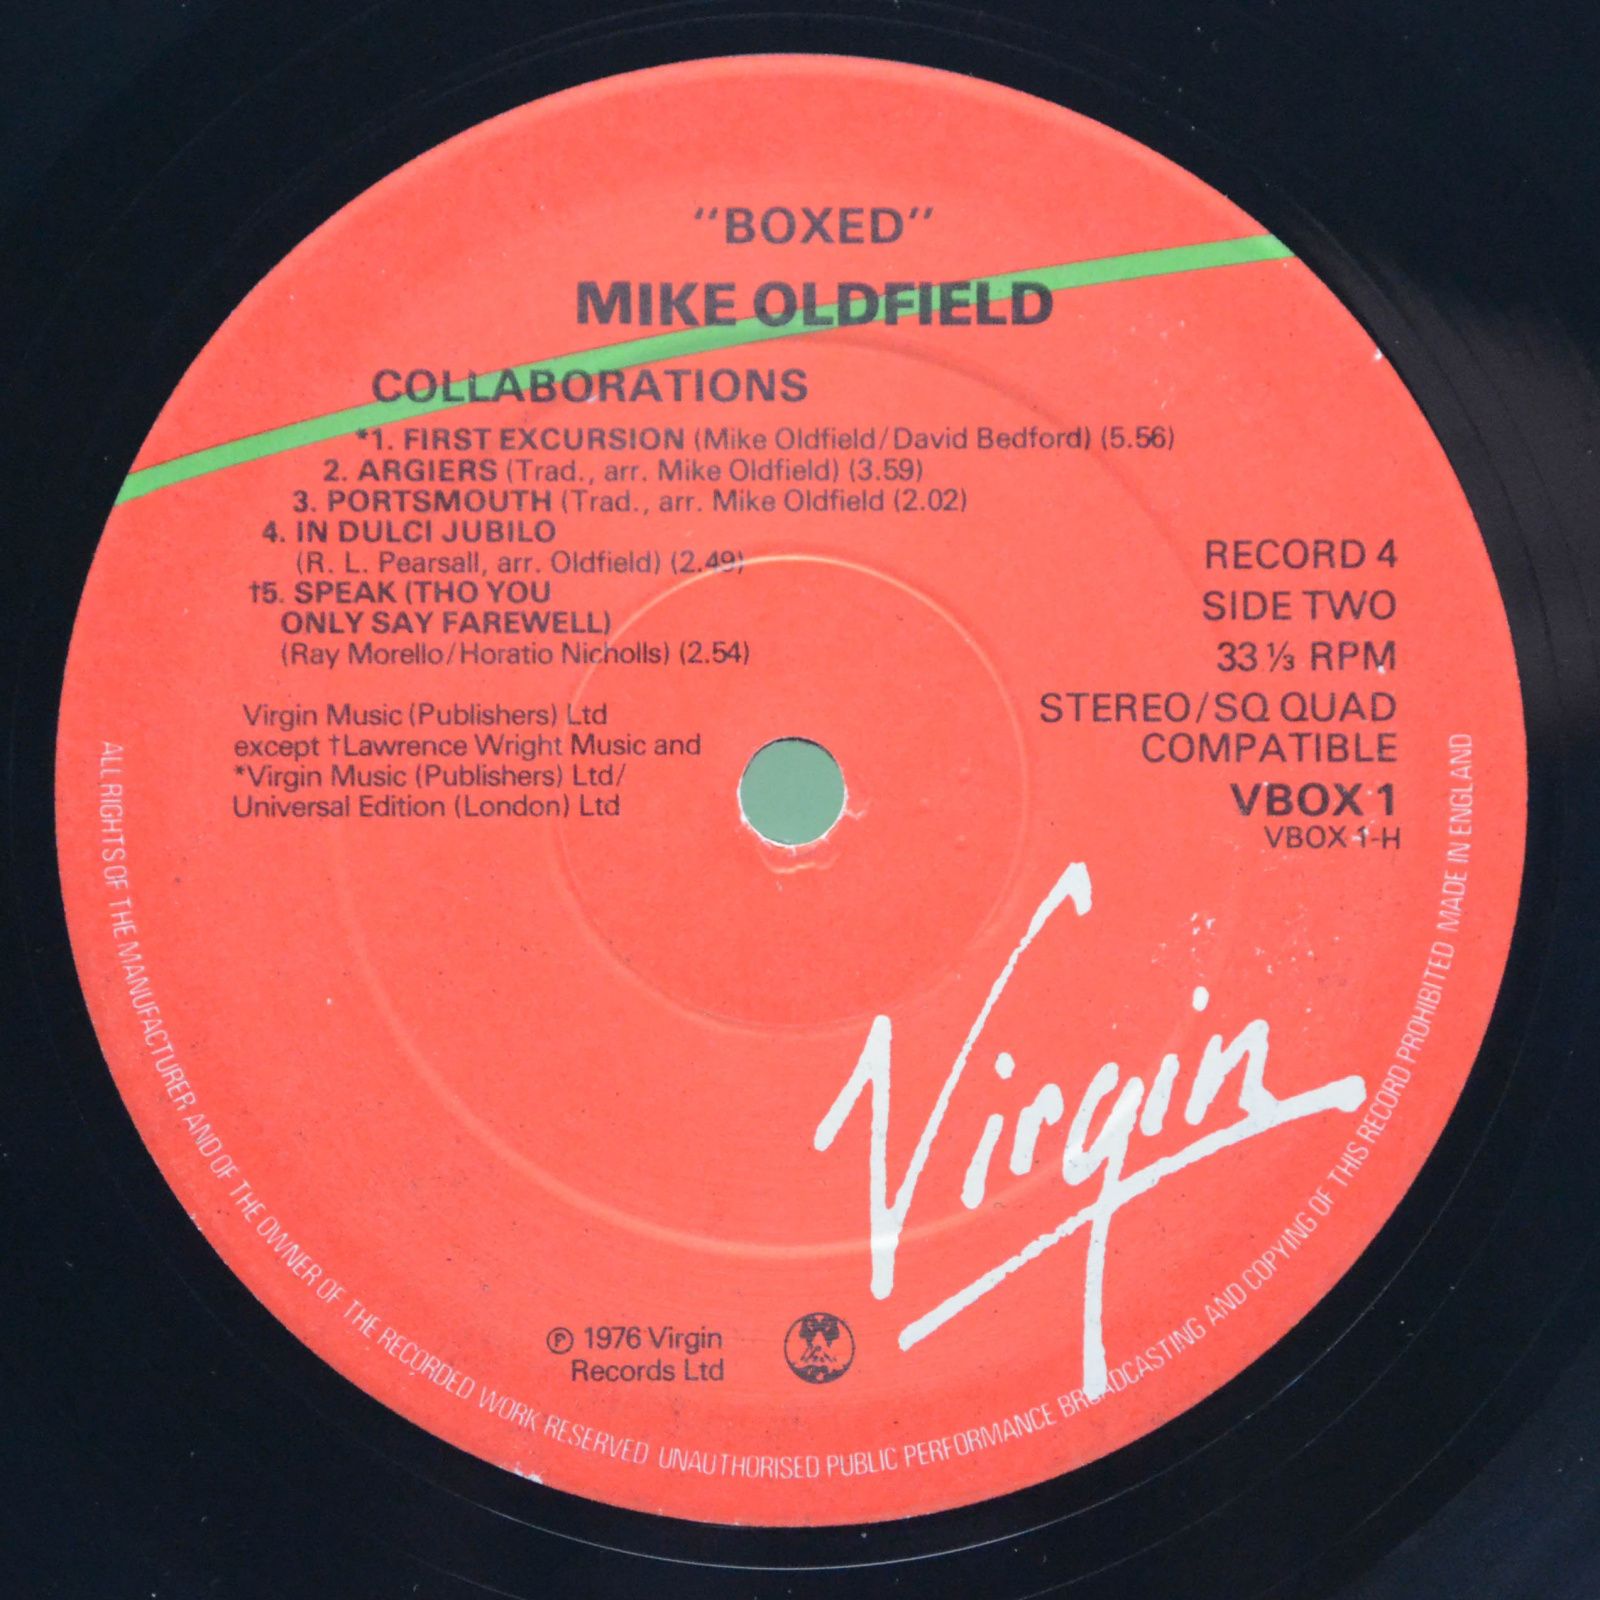 "BOXED"
MIKE OLDFIELD
COLLABORATIONS
*1. FIRST EXCURSION (Mike Oldfield/David Bedford) (5.56)
2. ARGIERS (Trad., arr. Mike Oldfield) (3.59)
3. PORTSMOUTH (Trad., arr. Mike Oldfield (2.02)
4. IN DULCI JUBILO
(R. L. Pearsall, arr. Oldfield) (2.49)
†5. SPEAK (THO YOU
ONLY SAY FAREWELL)
(Ray Morello/Horatio Nicholls) (2.54)
Virgin Music (Publishers) Ltd
except †Lawrence Wright Music and
*Virgin Music (Publishers) Ltd/
Universal Edition (London) Ltd
RECORD 4
SIDE TWO
33 ⅓ RPM
STEREO/SQ QUAD
COMPATIBLE
VBOX 1
VBOX 1-H
Virgin
℗ 1976 Virgin
Records Ltd
ALL RIGHTS OF THE MANUFACTURER AND OF THE OWNER OF THE RECORDED WORK RESERVED UNAUTHORISED PUBLIC PERFORMANCE BROADCASTING AND COPYING OF THIS RECORD PROHIBITED MADE IN ENGLAND